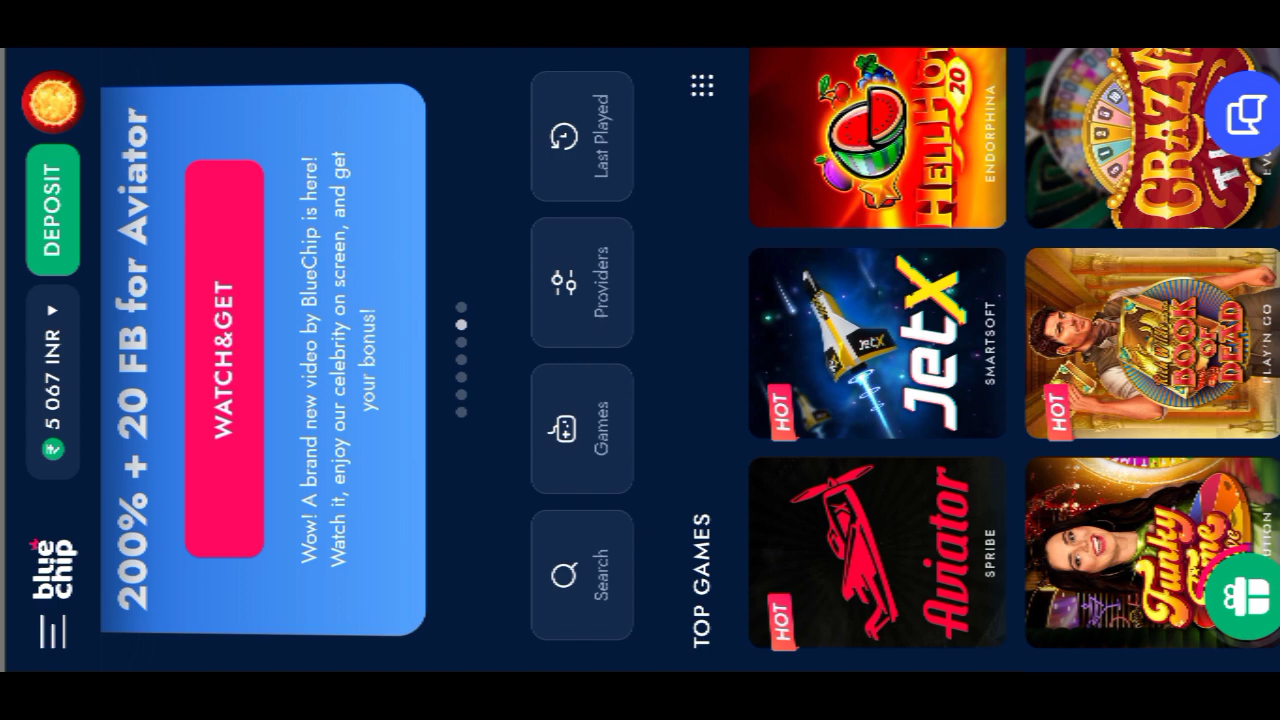 blue
chip
5 067 INR
DEPOSIT
200% + 20 FB for Aviator
WATCH&GET
Wow! A brand new video by BlueChip is here!
Watch it, enjoy our celebrity on screen, and get
your bonus!
Search
Games
Providers
Last Played
TOP GAMES
HOT
Aviator
SPRIBE
HOT
JetX
SMARTSOFT
HELL HOT
20
ENDORPHINA
Funky
Time
HOT
BOOK
OF
DEAD
PLAY'N GO
CRAZY